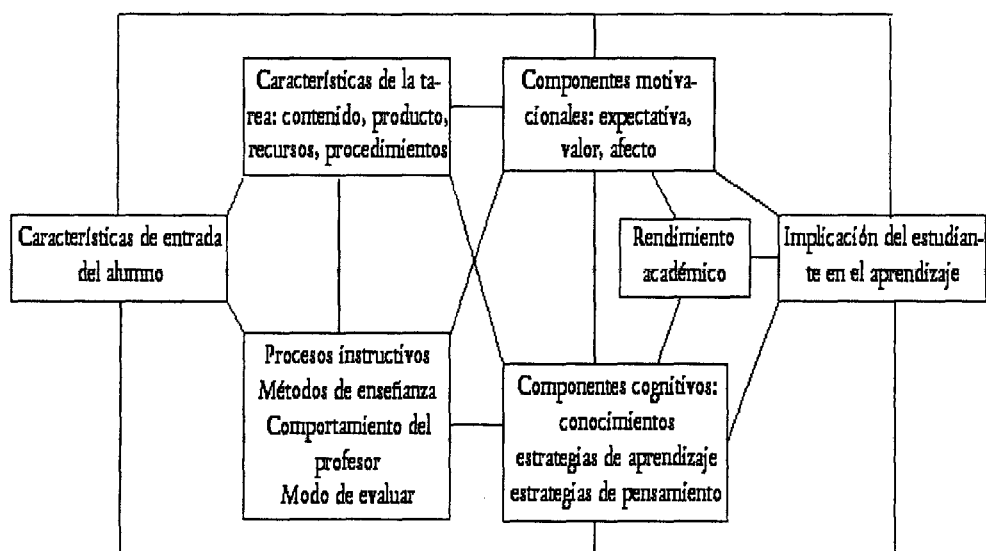 Características de la ta-
rea: contenido, producto,
recursos, procedimientos
Componentes motiva-
cionales: expectativa,
valor, afecto
Características de entrada
del alumno
Rendimiento
académico
Implicación del estudian-
te en el aprendizaje
Procesos instructivos
Métodos de enseñanza
Comportamiento del
profesor
Modo de evaluar
Componentes cognitivos:
conocimientos
estrategias de aprendizaje
estrategias de pensamiento